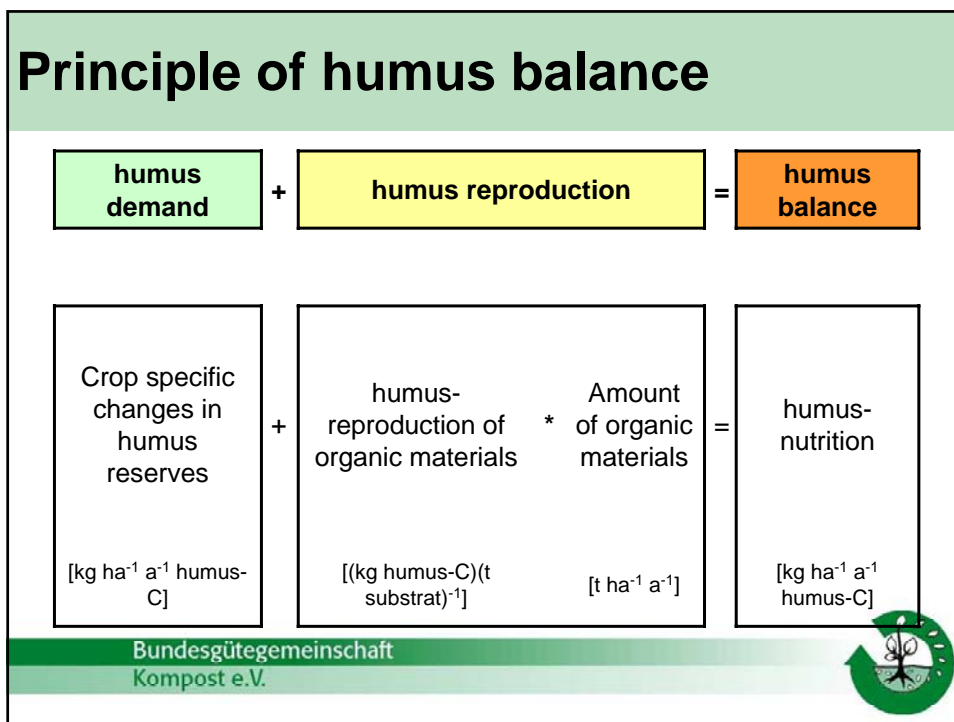 Principle of humus balance
humus
demand
+
humus reproduction
=
humus
balance
Crop specific
changes in
humus
reserves
+
humus-
reproduction of
organic materials
*
Amount
of organic
materials
=
humus-
nutrition
[kg ha⁻¹ a⁻¹ humus-
C]
[(kg humus-C)(t
substrat)⁻¹]
[t ha⁻¹ a⁻¹]
[kg ha⁻¹ a⁻¹
humus-C]
Bundesgütegemeinschaft
Kompost e.V.